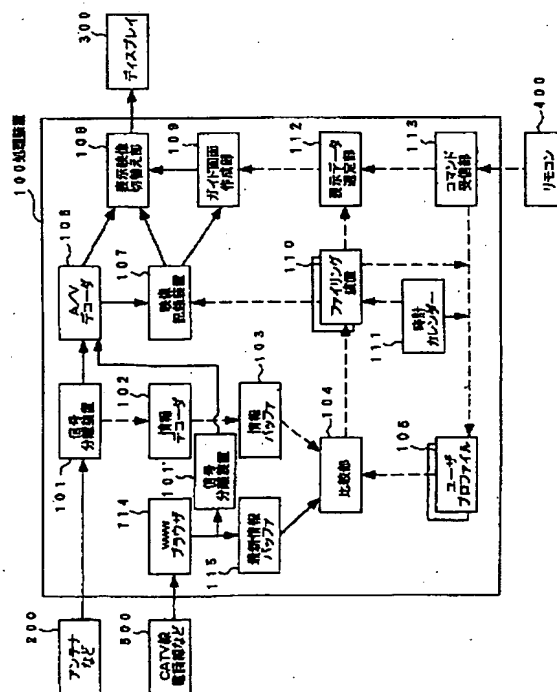 100処理装置
200
アンテナ
など
500
CATV線
電話線など
101
信号
分離装置
106
A/V
デコーダ
108
表示映像
切替え部
300
ディスプレイ
114
www
ブラウザ
102
情報
デコーダ
107
映像
記録装置
109
ガイド画面
作成部
101'
信号
分離装置
115
最新情報
バッファ
103
情報
バッファ
104
比較部
110
ファイリング
装置
112
表示データ
選定部
111
時計
カレンダー
105
ユーザ
プロファイル
113
コマンド
受信部
400
リモコン